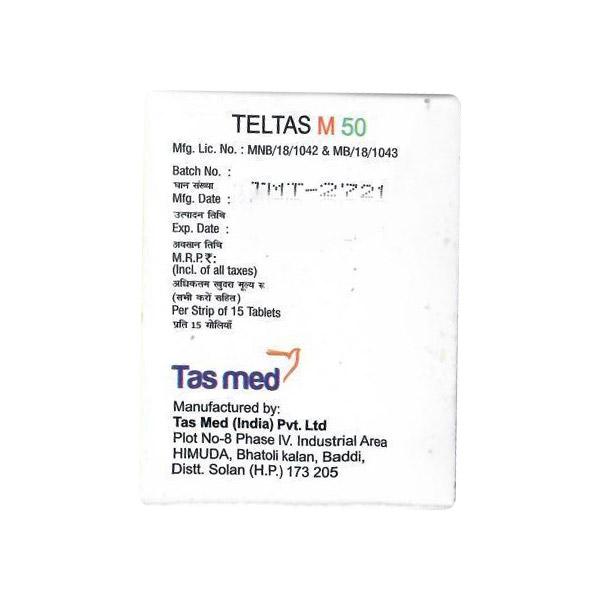 TELTAS M 50
Mfg. Lic. No. : MNB/18/1042 & MB/18/1043
Batch No. :
घान संख्या
TMT-2721
Mfg. Date :
उत्पादन तिथि
Exp. Date :
अवसान तिथि
M.R.P.₹:
(Incl. of all taxes)
अधिकतम खुदरा मूल्य रू
(सभी करों सहित)
Per Strip of 15 Tablets
प्रति 15 गोलियाँ
Tas med
Manufactured by:
Tas Med (India) Pvt. Ltd
Plot No-8 Phase IV. Industrial Area
HIMUDA, Bhatoli kalan, Baddi,
Distt. Solan (H.P.) 173 205